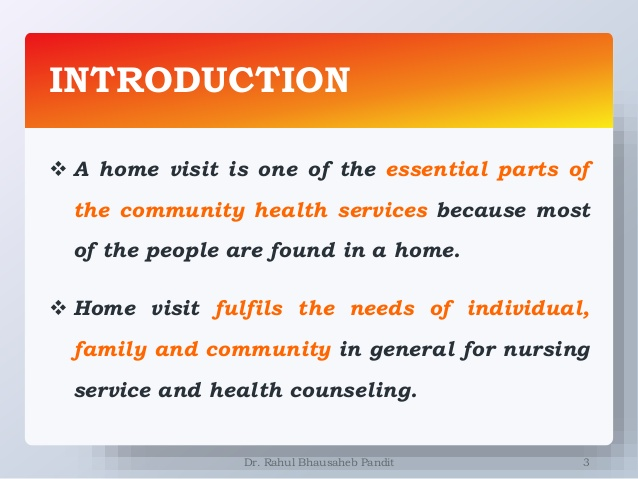 INTRODUCTION
❖ A home visit is one of the essential parts of
the community health services because most
of the people are found in a home.
❖ Home visit fulfils the needs of individual,
family and community in general for nursing
service and health counseling.
Dr. Rahul Bhausaheb Pandit 3